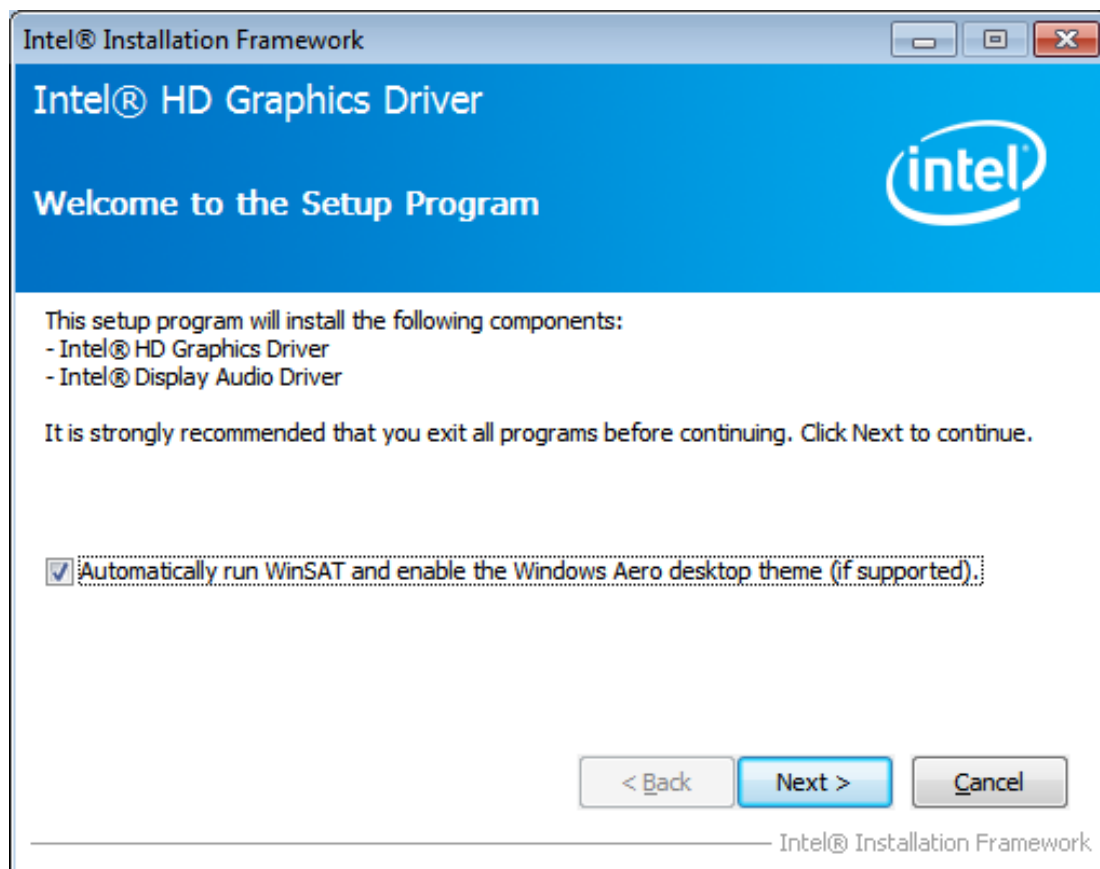 Intel® Installation Framework
Intel® HD Graphics Driver
intel®
Welcome to the Setup Program
This setup program will install the following components:
- Intel® HD Graphics Driver
- Intel® Display Audio Driver
It is strongly recommended that you exit all programs before continuing. Click Next to continue.
Automatically run WinSAT and enable the Windows Aero desktop theme (if supported).
< Back Next > Cancel
Intel® Installation Framework